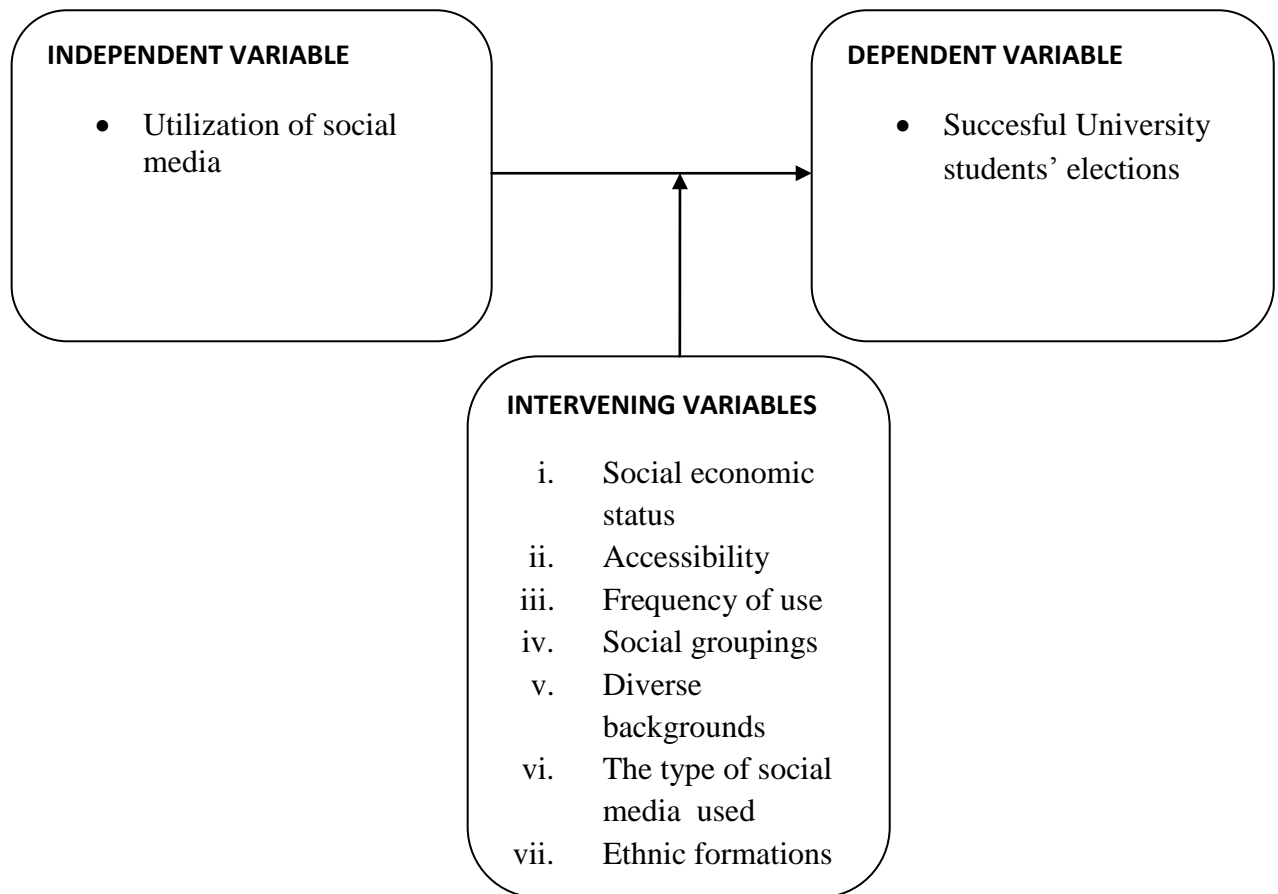 INDEPENDENT VARIABLE
• Utilization of social
media
DEPENDENT VARIABLE
• Succesful University
students’ elections
INTERVENING VARIABLES
i. Social economic
status
ii. Accessibility
iii. Frequency of use
iv. Social groupings
v. Diverse
backgrounds
vi. The type of social
media used
vii. Ethnic formations